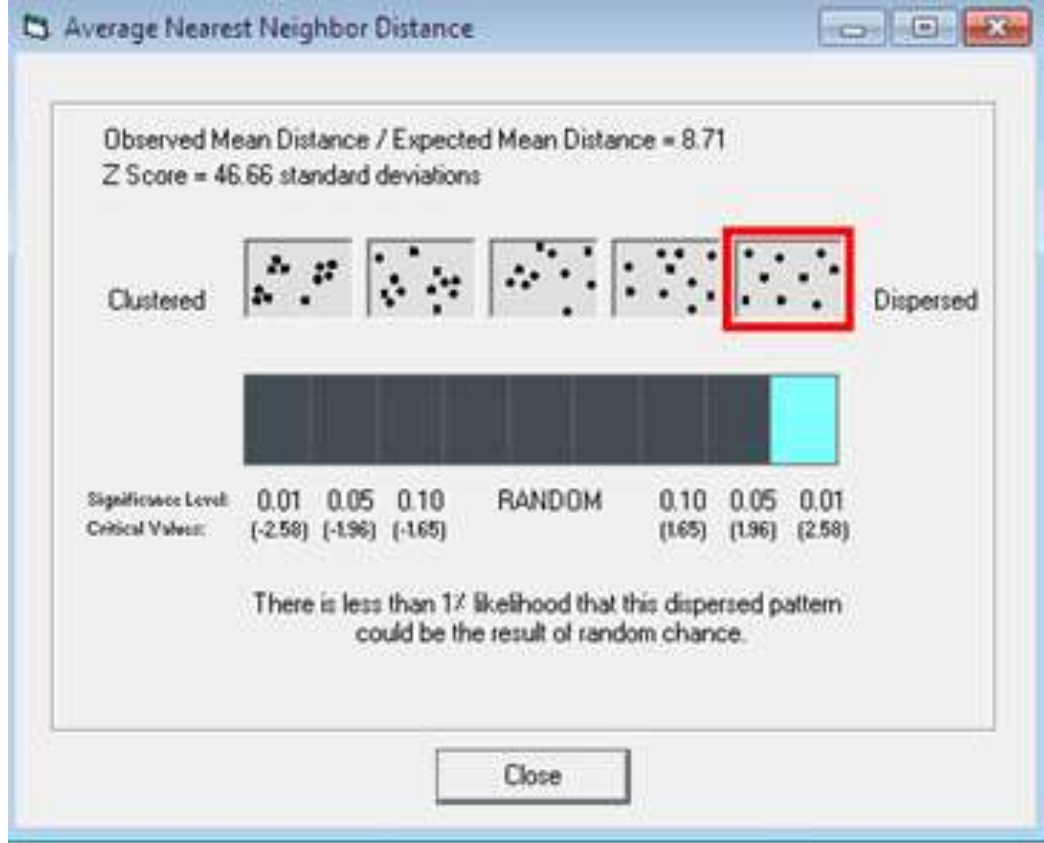 Average Nearest Neighbor Distance
Observed Mean Distance / Expected Mean Distance = 8.71
Z Score = 46.66 standard deviations
Clustered
Dispersed
Significance Level: 0.01 0.05 0.10 RANDOM 0.10 0.05 0.01
Critical Values: (-2.58) (-1.96) (-1.65) (1.65) (1.96) (2.58)
There is less than 1% likelihood that this dispersed pattern
could be the result of random chance.
Close